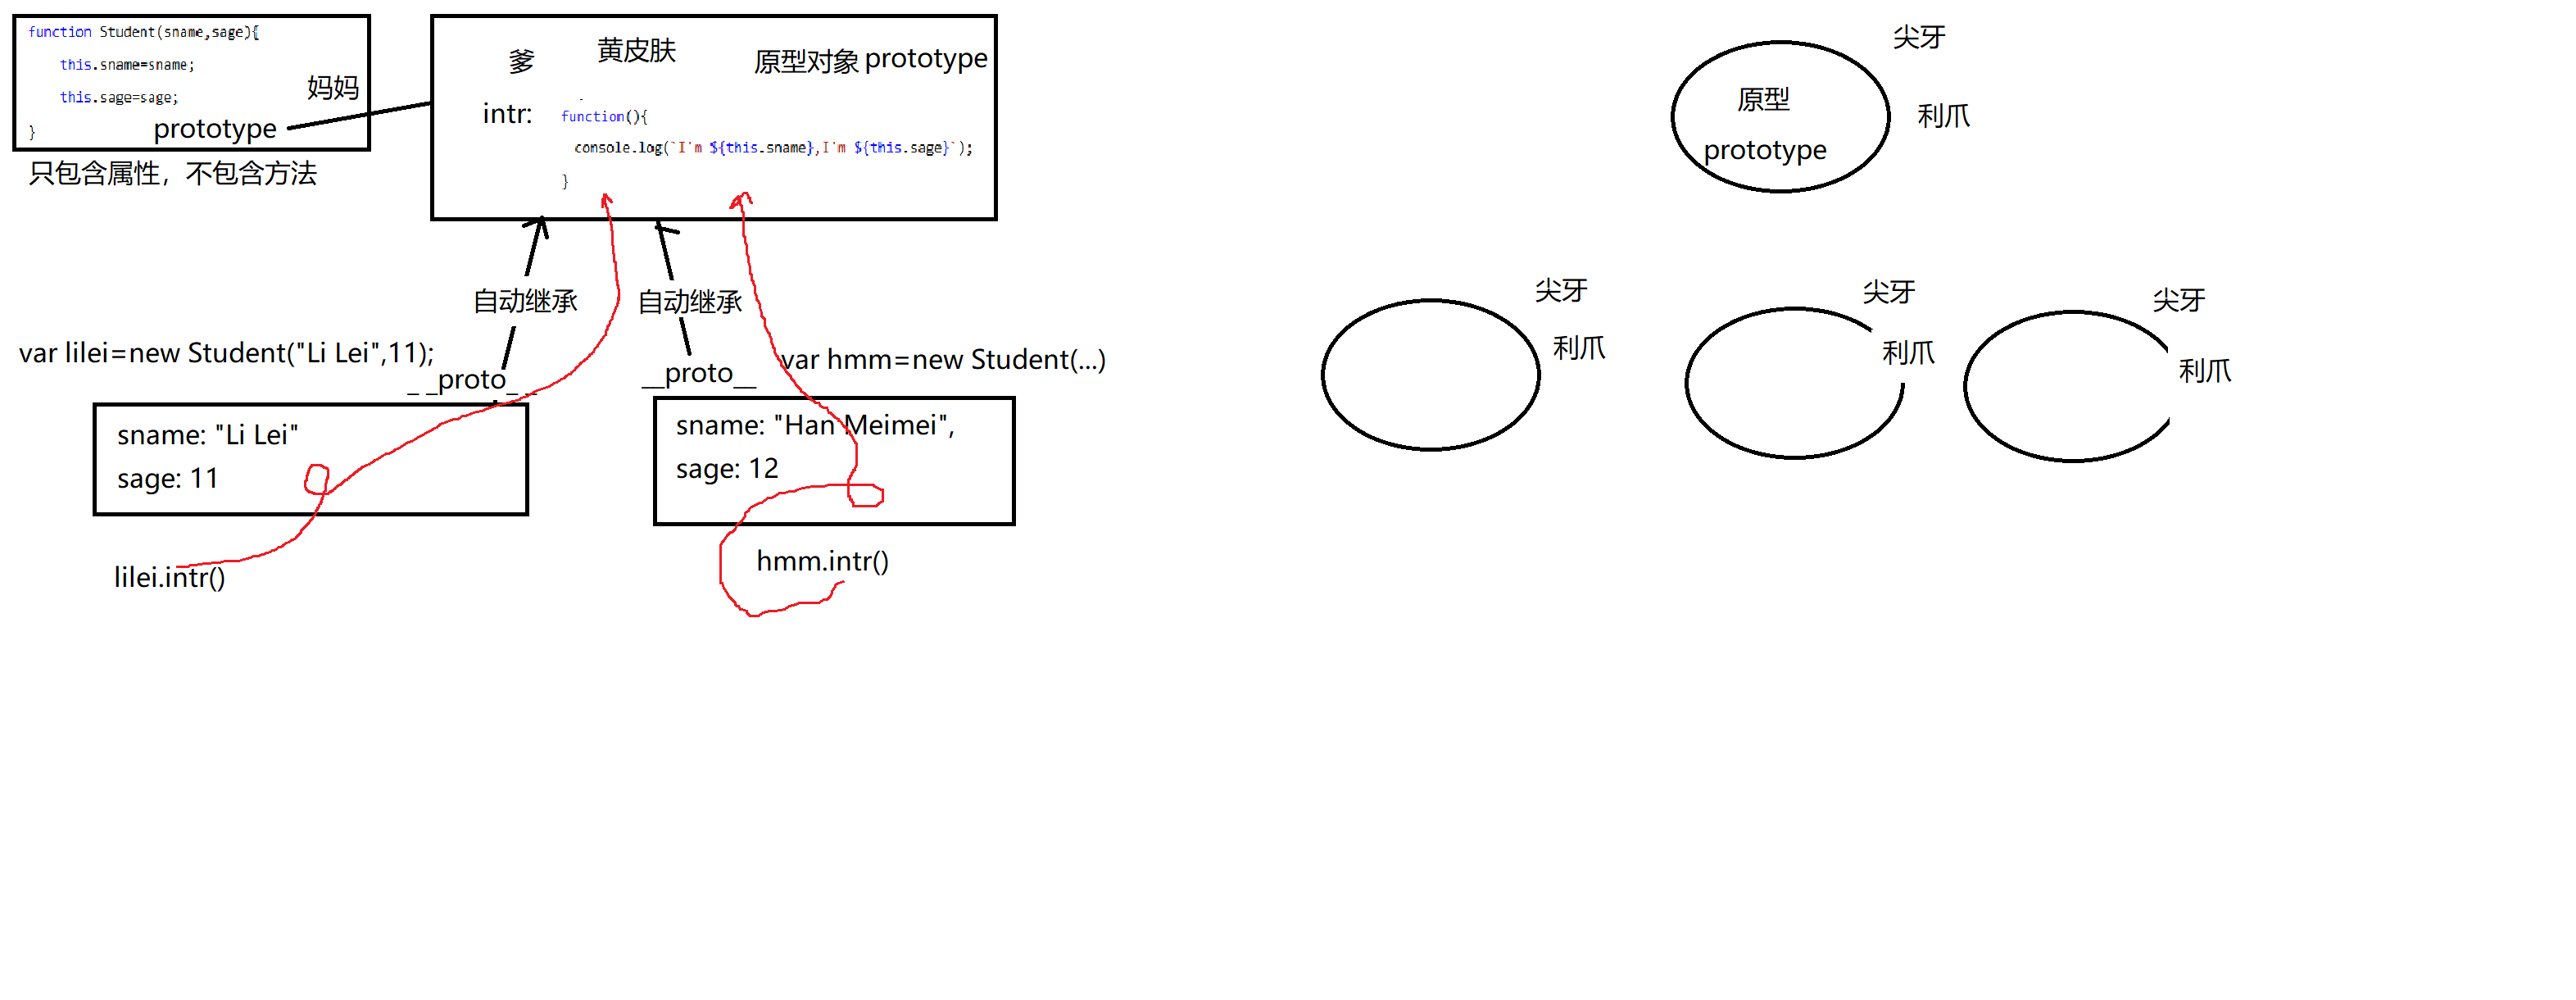 function Student(sname,sage){
this.sname=sname;
this.sage=sage;
妈妈
}
prototype
只包含属性，不包含方法
爹
黄皮肤
原型对象 prototype
intr:
function(){
console.log(`I'm ${this.sname},I'm ${this.sage}`);
}
自动继承
自动继承
var lilei=new Student("Li Lei",11);
_ _proto_ _
__proto__
var hmm=new Student(...)
sname: "Li Lei"
sage: 11
sname: "Han Meimei",
sage: 12
lilei.intr()
hmm.intr()
尖牙
原型
利爪
prototype
尖牙
利爪
尖牙
利爪
尖牙
利爪